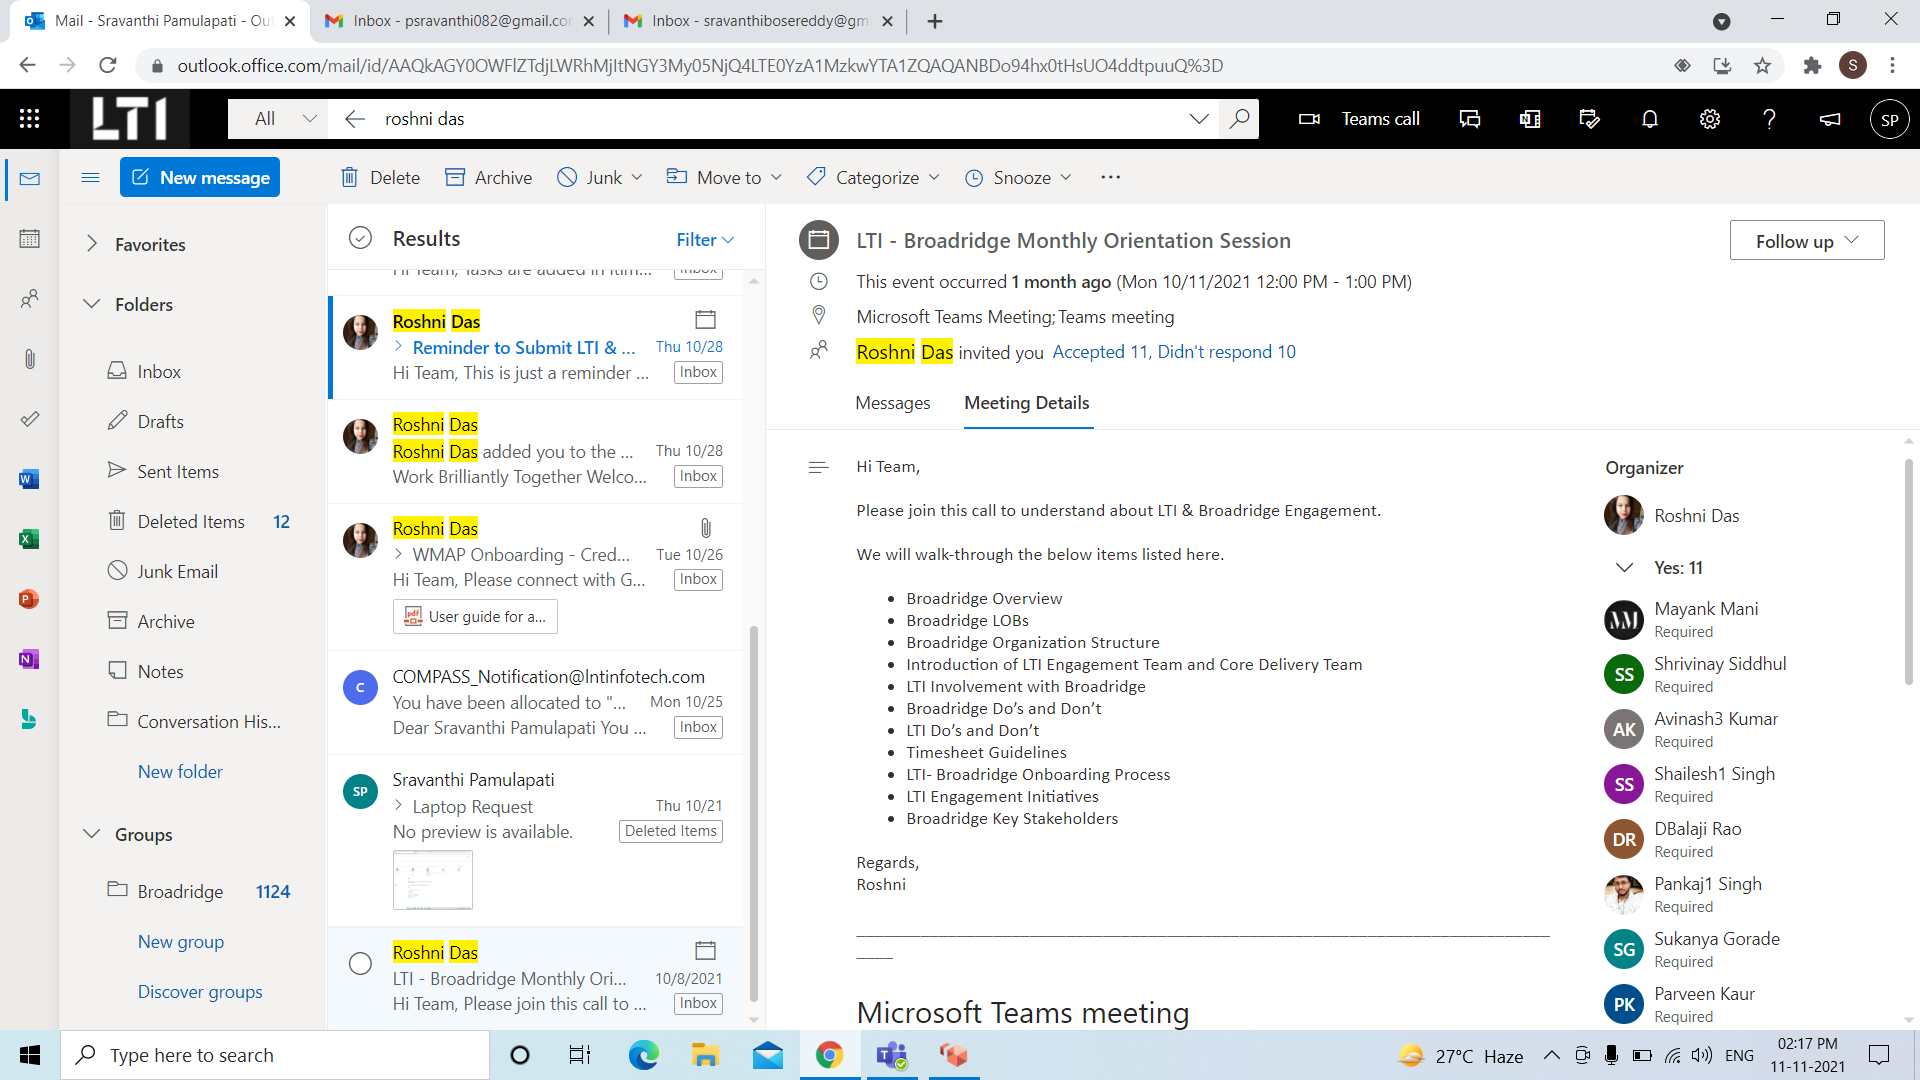 Mail - Sravanthi Pamulapati - Out
Inbox - psravanthi082@gmail.co
Inbox - sravanthibosereddy@gm
outlook.office.com/mail/id/AAQkAGY0OWFlZTdjLWRhMjItNGY3My05NjQ4LTE0YzA1MzkwYTA1ZQAQANBDo94hx0tHsUO4ddtpuuQ%3D
S
LTI
All
roshni das
Teams call
SP
New message
Delete
Archive
Junk
Move to
Categorize
Snooze
Favorites
Folders
Inbox
Drafts
Sent Items
Deleted Items 12
Junk Email
Archive
Notes
Conversation His...
New folder
Groups
Broadridge 1124
New group
Discover groups
Results
Filter
Hi Team, Tasks are added in itim... Inbox
Roshni Das
Reminder to Submit LTI & ... Thu 10/28
Hi Team, This is just a reminder ... Inbox
Roshni Das
Roshni Das added you to the ... Thu 10/28
Work Brilliantly Together Welco... Inbox
Roshni Das
WMAP Onboarding - Cred... Tue 10/26
Hi Team, Please connect with G... Inbox
User guide for a...
C
COMPASS_Notification@lntinfotech.com
You have been allocated to "... Mon 10/25
Dear Sravanthi Pamulapati You ... Inbox
SP
Sravanthi Pamulapati
Laptop Request Thu 10/21
No preview is available. Deleted Items
Roshni Das
LTI - Broadridge Monthly Ori... 10/8/2021
Hi Team, Please join this call to ... Inbox
LTI - Broadridge Monthly Orientation Session
Follow up
This event occurred 1 month ago (Mon 10/11/2021 12:00 PM - 1:00 PM)
Microsoft Teams Meeting; Teams meeting
Roshni Das invited you Accepted 11, Didn't respond 10
Messages
Meeting Details
Hi Team,
Please join this call to understand about LTI & Broadridge Engagement.
We will walk-through the below items listed here.
• Broadridge Overview
• Broadridge LOBs
• Broadridge Organization Structure
• Introduction of LTI Engagement Team and Core Delivery Team
• LTI Involvement with Broadridge
• Broadridge Do’s and Don’t
• LTI Do’s and Don’t
• Timesheet Guidelines
• LTI- Broadridge Onboarding Process
• LTI Engagement Initiatives
• Broadridge Key Stakeholders
Regards,
Roshni
Microsoft Teams meeting
Organizer
Roshni Das
Yes: 11
Mayank Mani
Required
SS
Shrivinay Siddhul
Required
AK
Avinash3 Kumar
Required
SS
Shailesh1 Singh
Required
DR
DBalaji Rao
Required
Pankaj1 Singh
Required
SG
Sukanya Gorade
Required
PK
Parveen Kaur
Required
Type here to search
27°C Haze
ENG
02:17 PM
11-11-2021